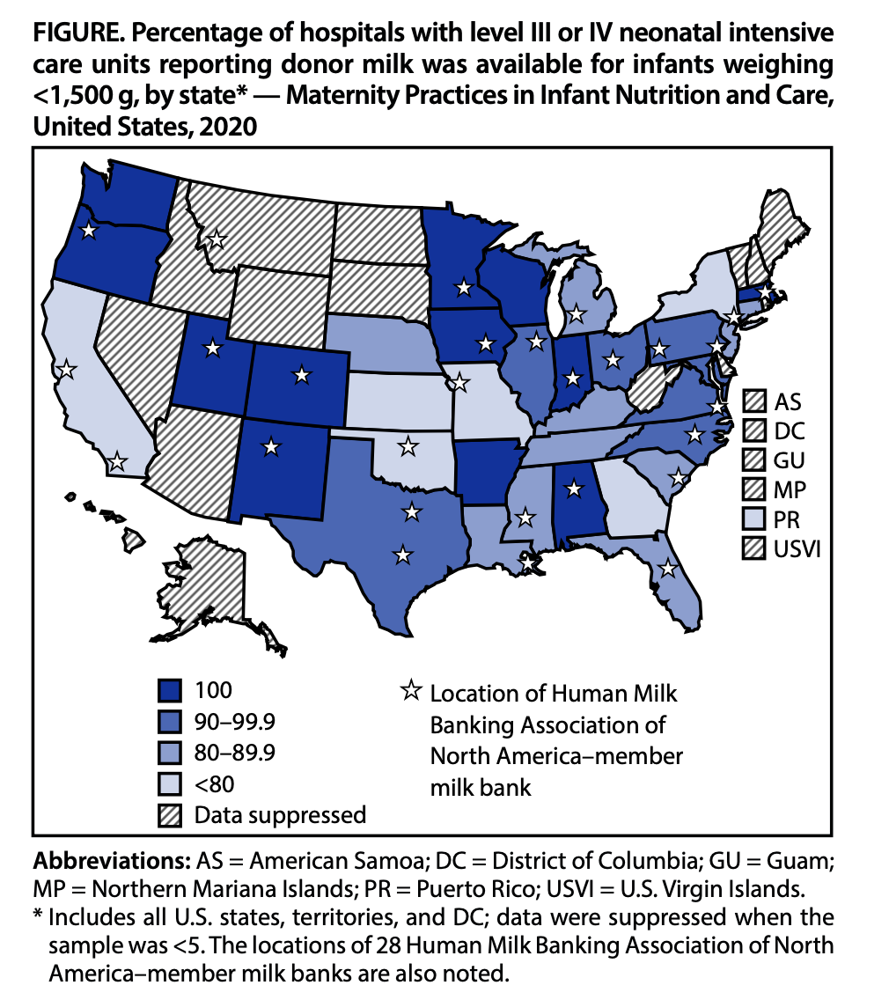 FIGURE. Percentage of hospitals with level III or IV neonatal intensive
care units reporting donor milk was available for infants weighing
<1,500 g, by state* — Maternity Practices in Infant Nutrition and Care,
United States, 2020
AS
DC
GU
MP
PR
USVI
100
90–99.9
80–89.9
<80
Data suppressed
Location of Human Milk
Banking Association of
North America–member
milk bank
Abbreviations: AS = American Samoa; DC = District of Columbia; GU = Guam;
MP = Northern Mariana Islands; PR = Puerto Rico; USVI = U.S. Virgin Islands.
* Includes all U.S. states, territories, and DC; data were suppressed when the
sample was <5. The locations of 28 Human Milk Banking Association of North
America–member milk banks are also noted.